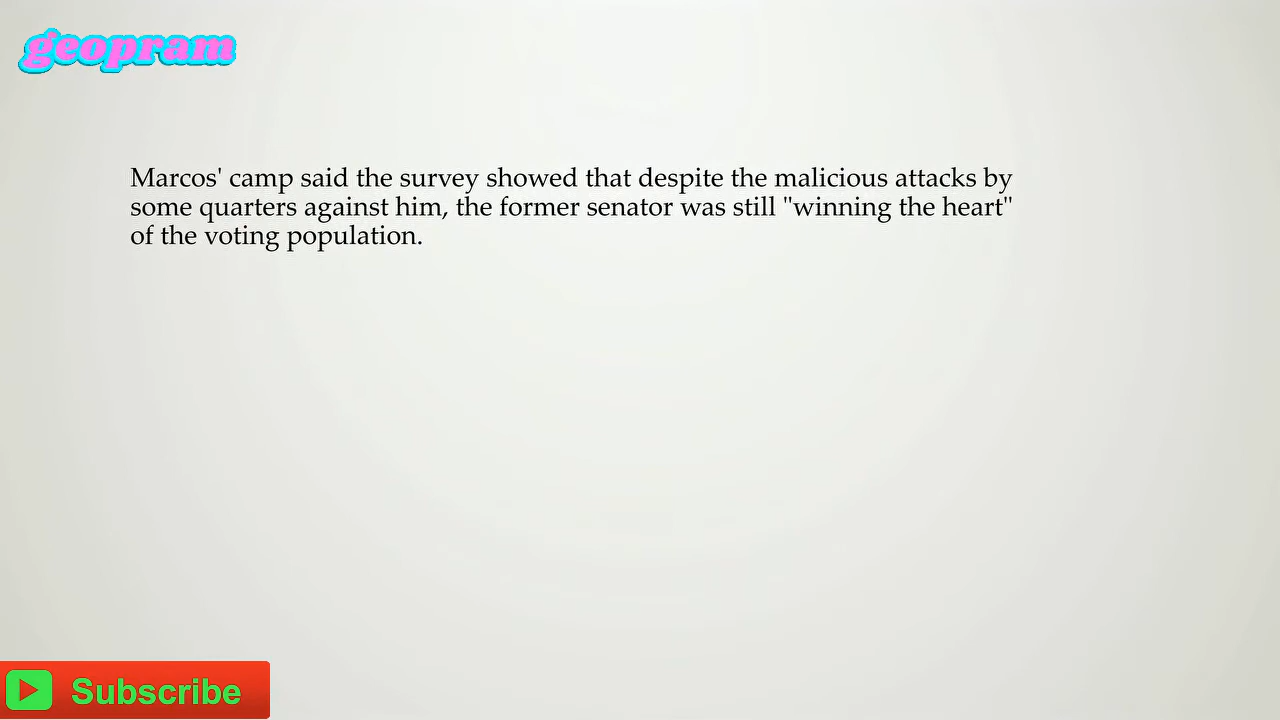 geopram
Marcos' camp said the survey showed that despite the malicious attacks by
some quarters against him, the former senator was still "winning the heart"
of the voting population.
Subscribe